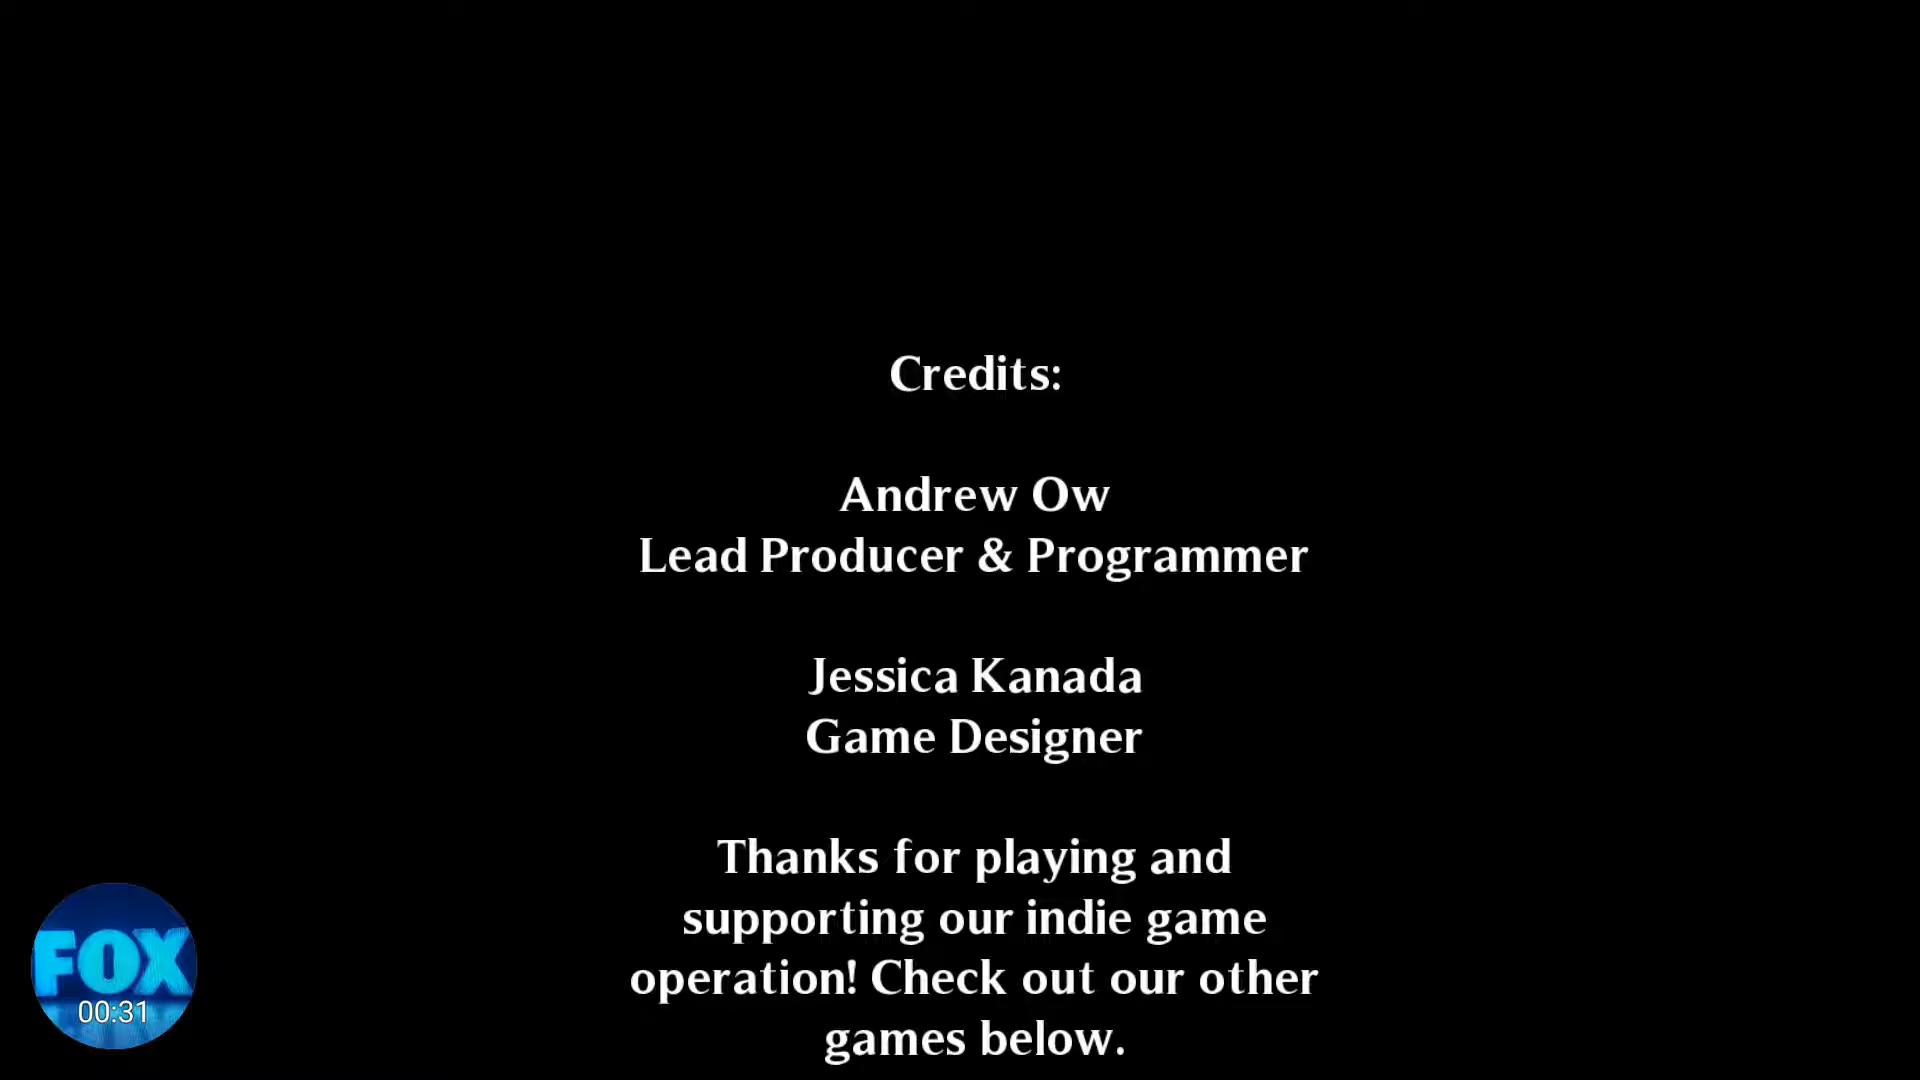 Credits:
Andrew Ow
Lead Producer & Programmer
Jessica Kanada
Game Designer
Thanks for playing and
supporting our indie game
operation! Check out our other
games below.
FOX
00:31